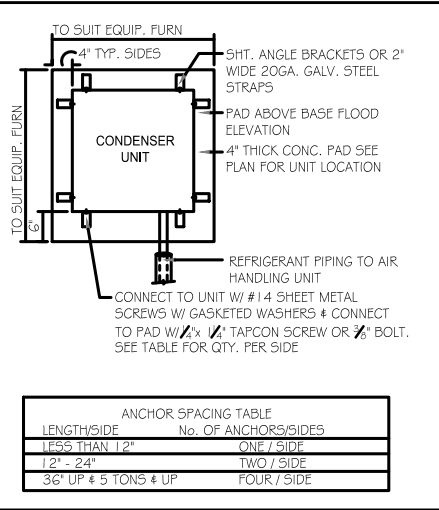 TO SUIT EQUIP. FURN
4" TYP. SIDES
SHT. ANGLE BRACKETS OR 2"
WIDE 20GA. GALV. STEEL
STRAPS
PAD ABOVE BASE FLOOD
ELEVATION
CONDENSER
UNIT
4" THICK CONC. PAD SEE
PLAN FOR UNIT LOCATION
TO SUIT EQUIP. FURN
6"
REFRIGERANT PIPING TO AIR
HANDLING UNIT
CONNECT TO UNIT W/ #14 SHEET METAL
SCREWS W/ GASKETED WASHERS & CONNECT
TO PAD W/ 1/4"x 1 1/4" TAPCON SCREW OR 3/8" BOLT.
SEE TABLE FOR QTY. PER SIDE
ANCHOR SPACING TABLE
LENGTH/SIDE No. OF ANCHORS/SIDES
LESS THAN 12" ONE / SIDE
12" - 24" TWO / SIDE
36" UP & 5 TONS & UP FOUR / SIDE